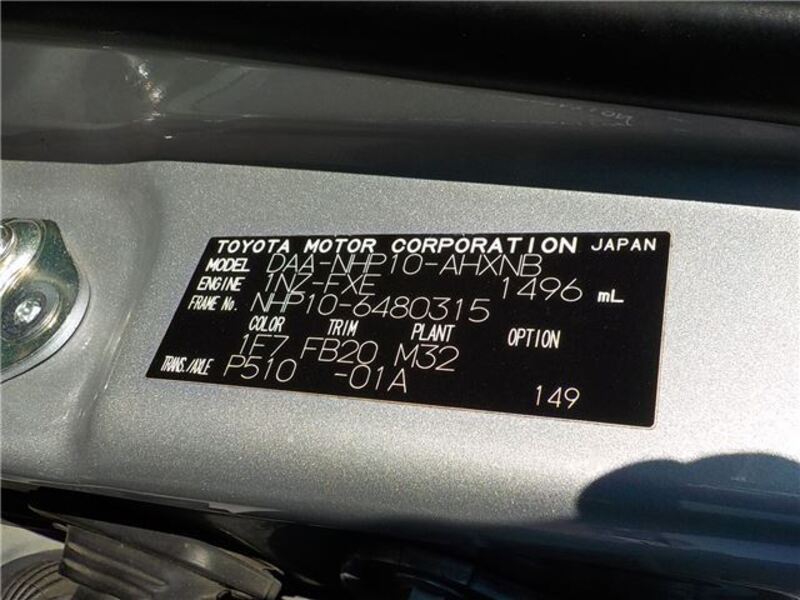 TOYOTA MOTOR CORPORATION JAPAN
MODEL DAA-NHP10-AHXNB
ENGINE 1NZ-FXE 1496 mL
FRAME No. NHP10-6480315
COLOR TRIM PLANT OPTION
1F7 FB20 M32
TRANS./AXLE P510 -01A
149